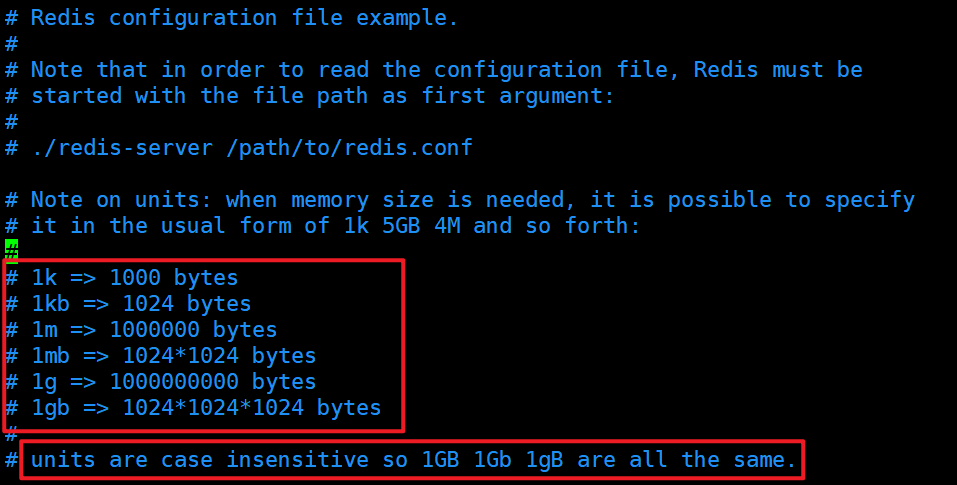 # Redis configuration file example.
#
# Note that in order to read the configuration file, Redis must be
# started with the file path as first argument:
#
# ./redis-server /path/to/redis.conf

# Note on units: when memory size is needed, it is possible to specify
# it in the usual form of 1k 5GB 4M and so forth:
#
# 1k => 1000 bytes
# 1kb => 1024 bytes
# 1m => 1000000 bytes
# 1mb => 1024*1024 bytes
# 1g => 1000000000 bytes
# 1gb => 1024*1024*1024 bytes
#
# units are case insensitive so 1GB 1Gb 1gB are all the same.